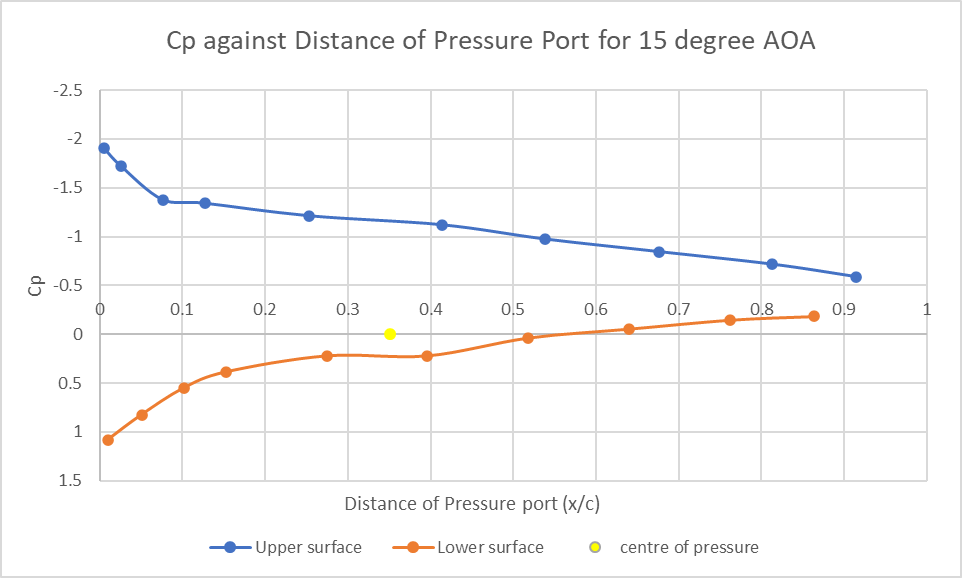 Cp against Distance of Pressure Port for 15 degree AOA
-2.5
-2
-1.5
-1
-0.5
0
0.5
1
1.5
Cp
0 0.1 0.2 0.3 0.4 0.5 0.6 0.7 0.8 0.9 1
Distance of Pressure port (x/c)
Upper surface Lower surface centre of pressure